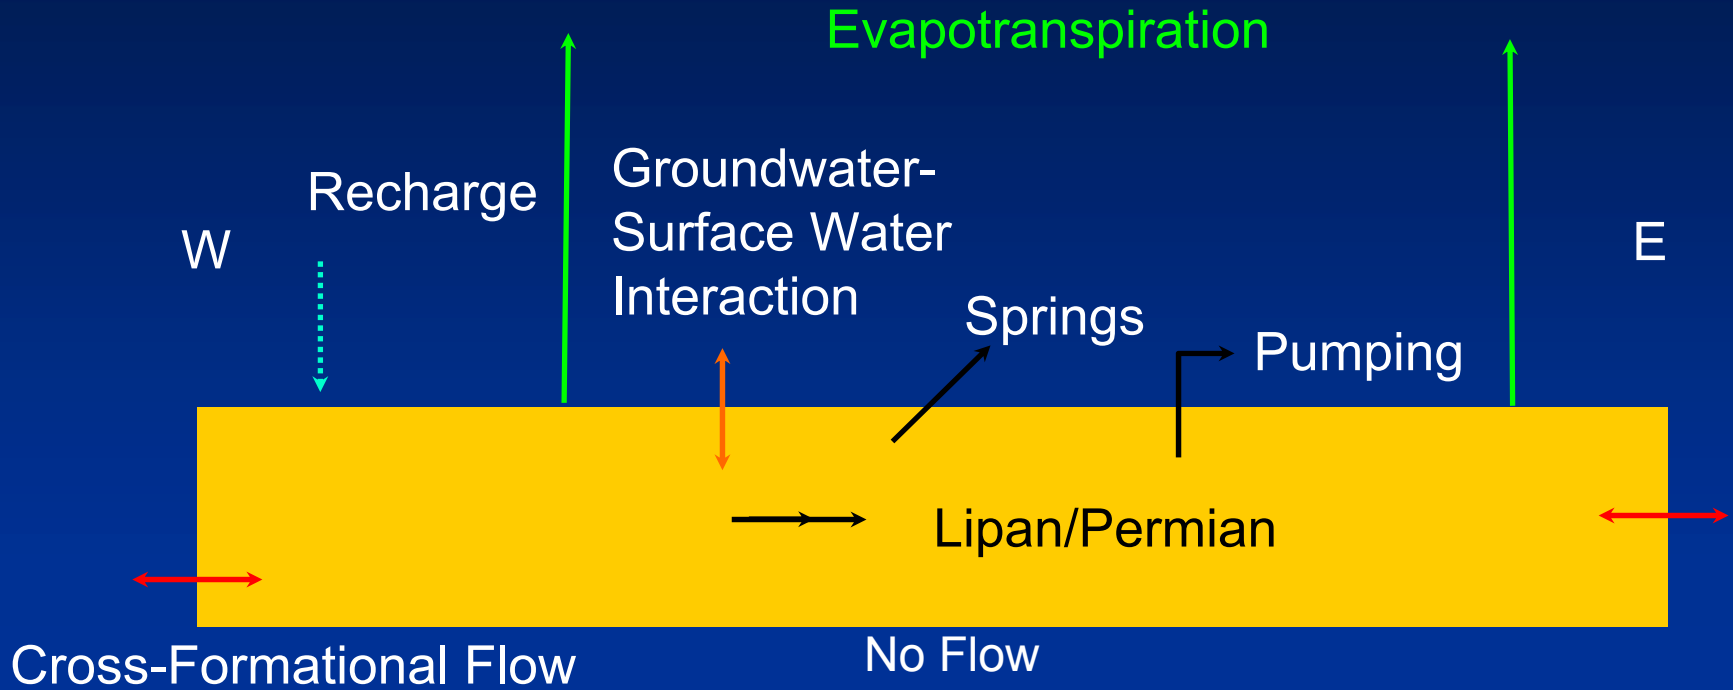 Evapotranspiration
Recharge
Groundwater-
Surface Water
Interaction
W
E
Springs
Pumping
Lipan/Permian
Cross-Formational Flow
No Flow